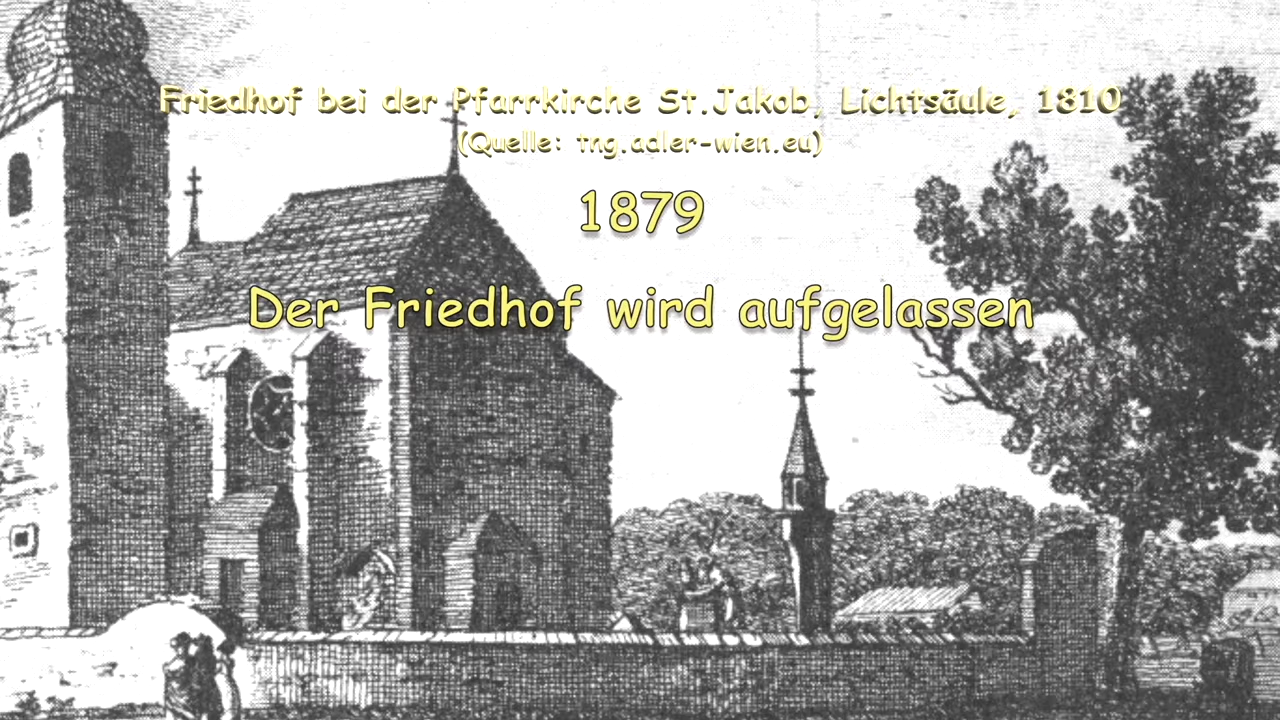 Friedhof bei der Pfarrkirche St.Jakob, Lichtsäule, 1810
(Quelle: tng.adler-wien.eu)
1879
Der Friedhof wird aufgelassen